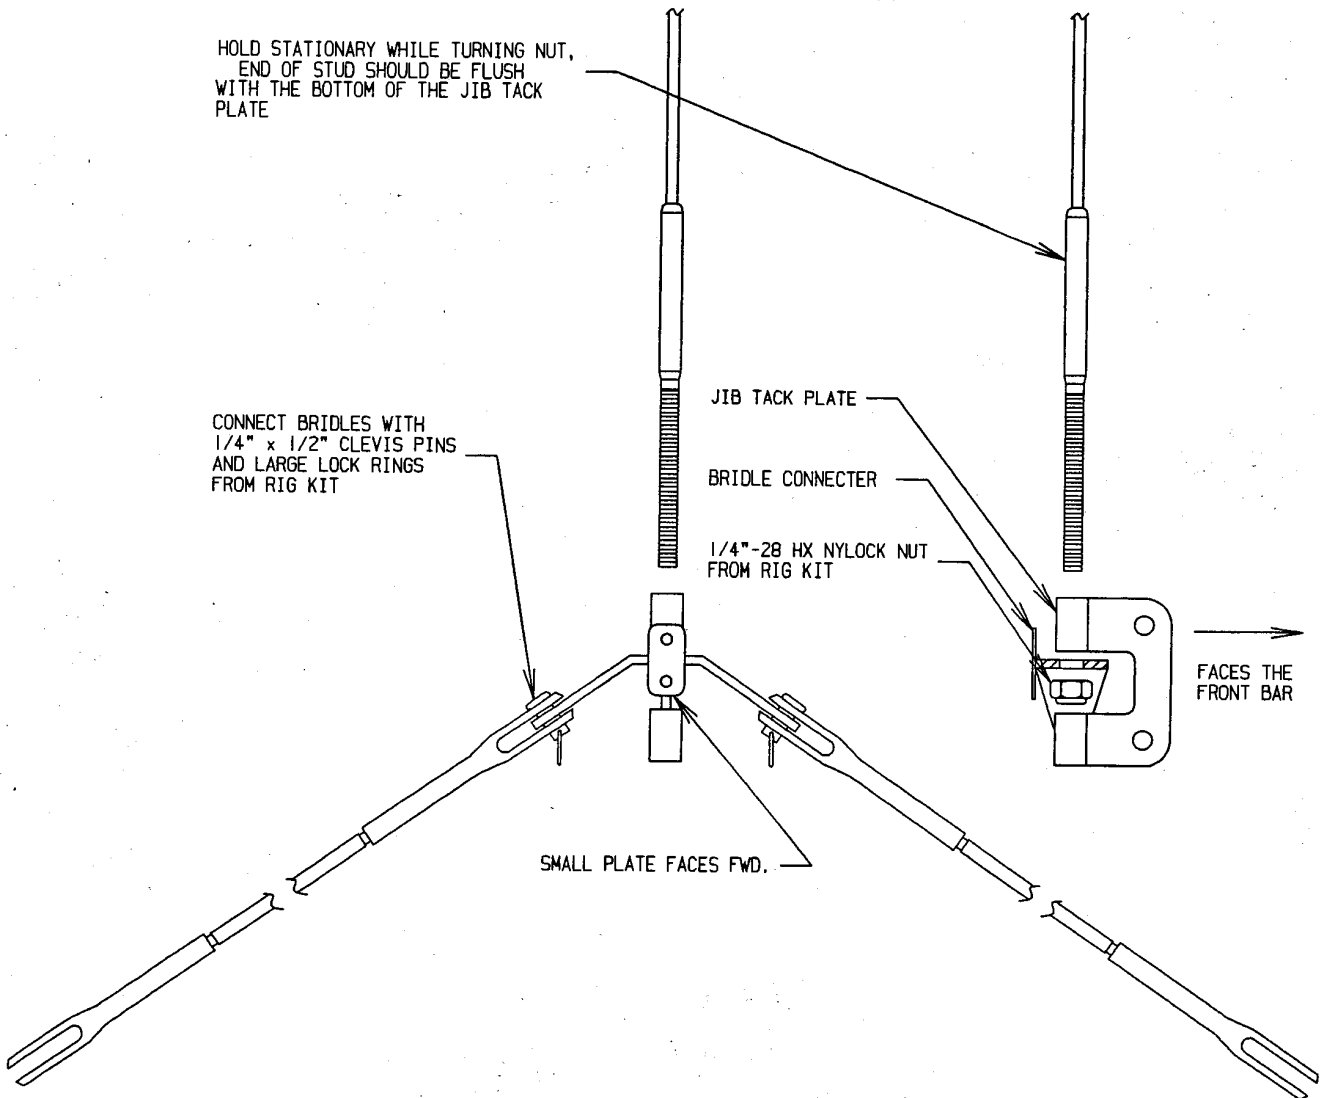 HOLD STATIONARY WHILE TURNING NUT,
END OF STUD SHOULD BE FLUSH
WITH THE BOTTOM OF THE JIB TACK
PLATE
JIB TACK PLATE
CONNECT BRIDLES WITH
1/4" x 1/2" CLEVIS PINS
AND LARGE LOCK RINGS
FROM RIG KIT
BRIDLE CONNECTER
1/4"-28 HX NYLOCK NUT
FROM RIG KIT
FACES THE
FRONT BAR
SMALL PLATE FACES FWD.